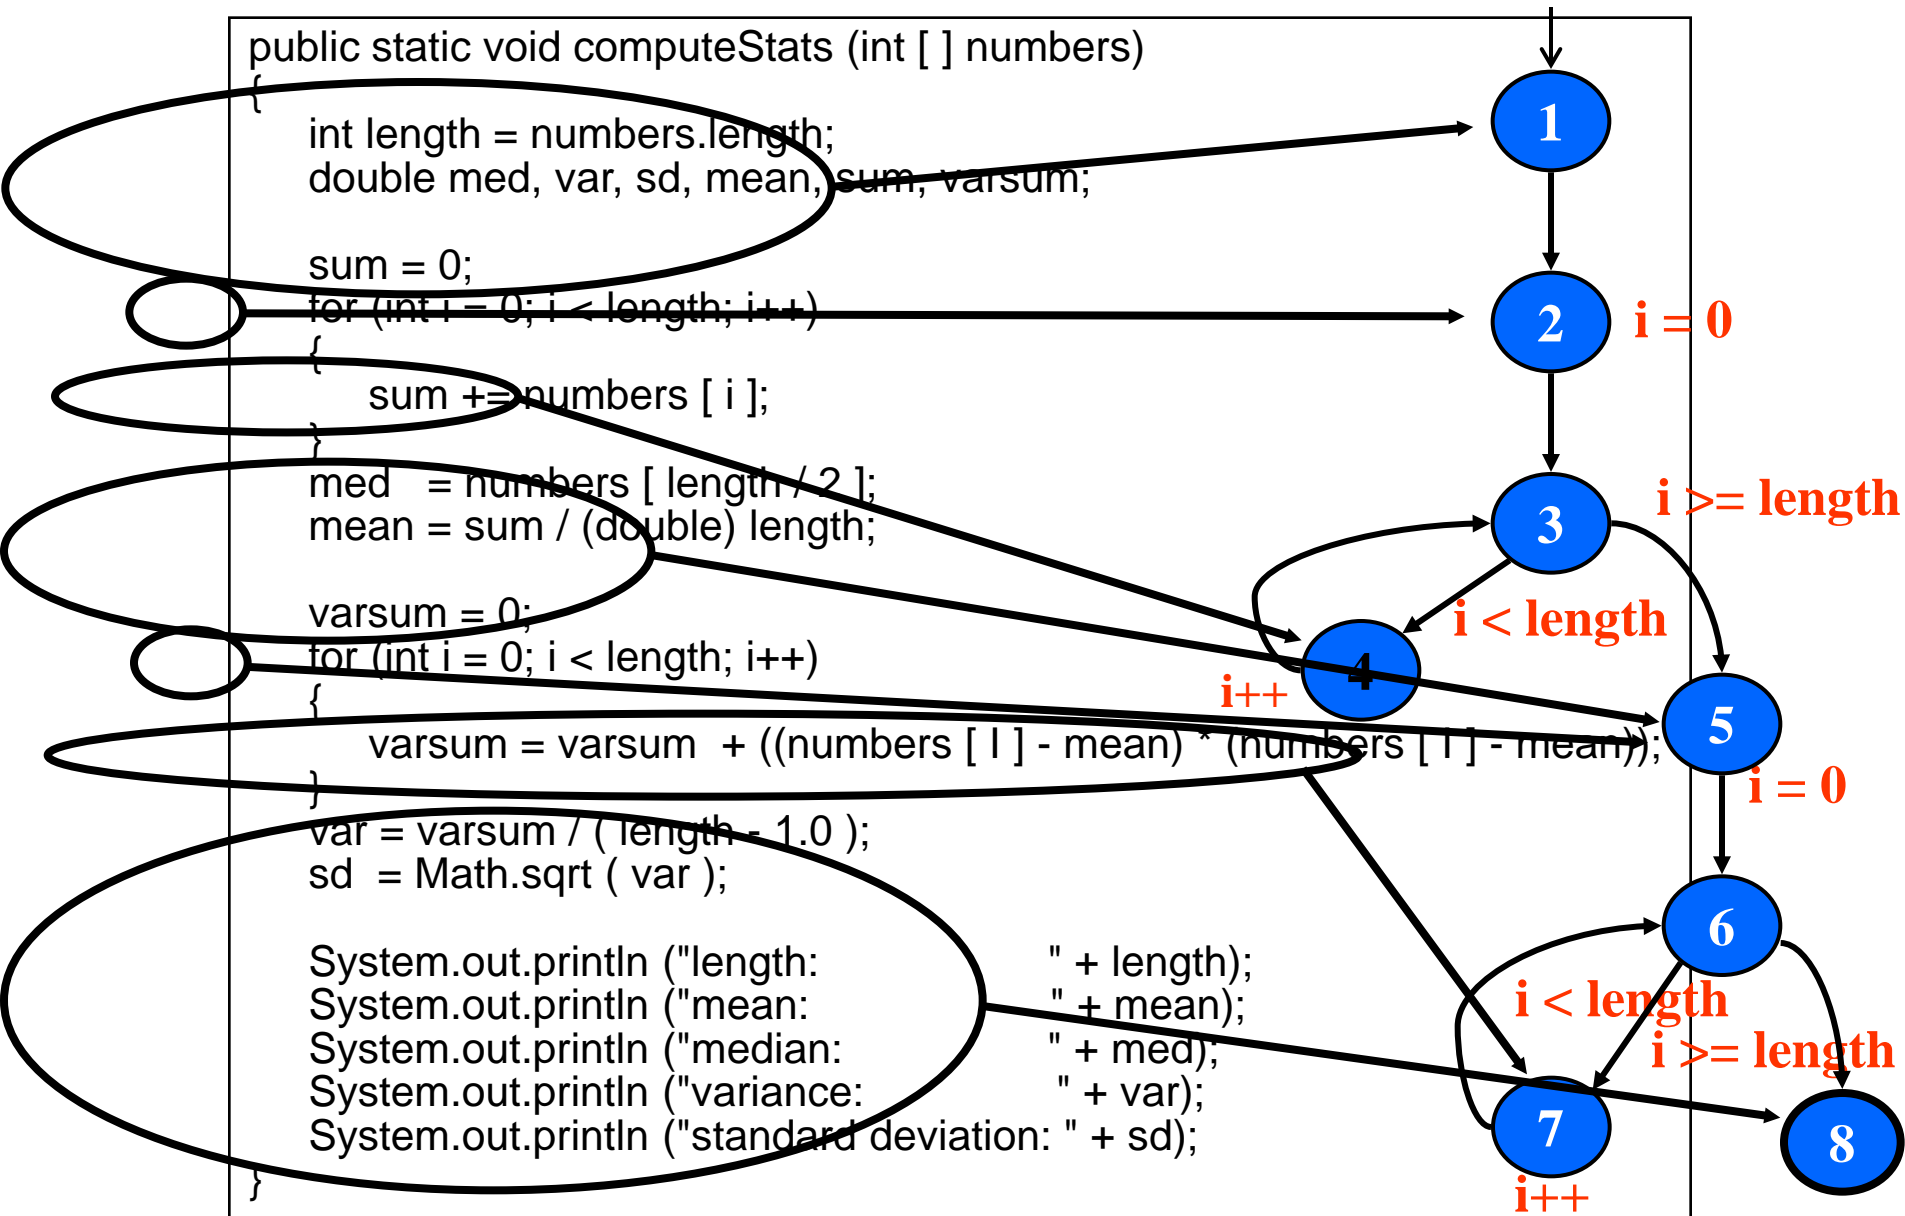 public static void computeStats (int [ ] numbers)
{
int length = numbers.length;
double med, var, sd, mean, sum, varsum;
sum = 0;
for (int i = 0; i < length; i++)
{
sum += numbers [ i ];
}
med   = numbers [ length / 2 ];
mean = sum / (double) length;
varsum = 0;
for (int i = 0; i < length; i++)
{
varsum = varsum  + ((numbers [ I ] - mean) * (numbers [ I ] - mean));
}
var = varsum / ( length - 1.0 );
sd  = Math.sqrt ( var );
System.out.println ("length:                   " + length);
System.out.println ("mean:                    " + mean);
System.out.println ("median:                 " + med);
System.out.println ("variance:                " + var);
System.out.println ("standard deviation: " + sd);
}
1
2
i = 0
3
i >= length
i < length
4
i++
5
i = 0
6
i < length
i >= length
7
i++
8